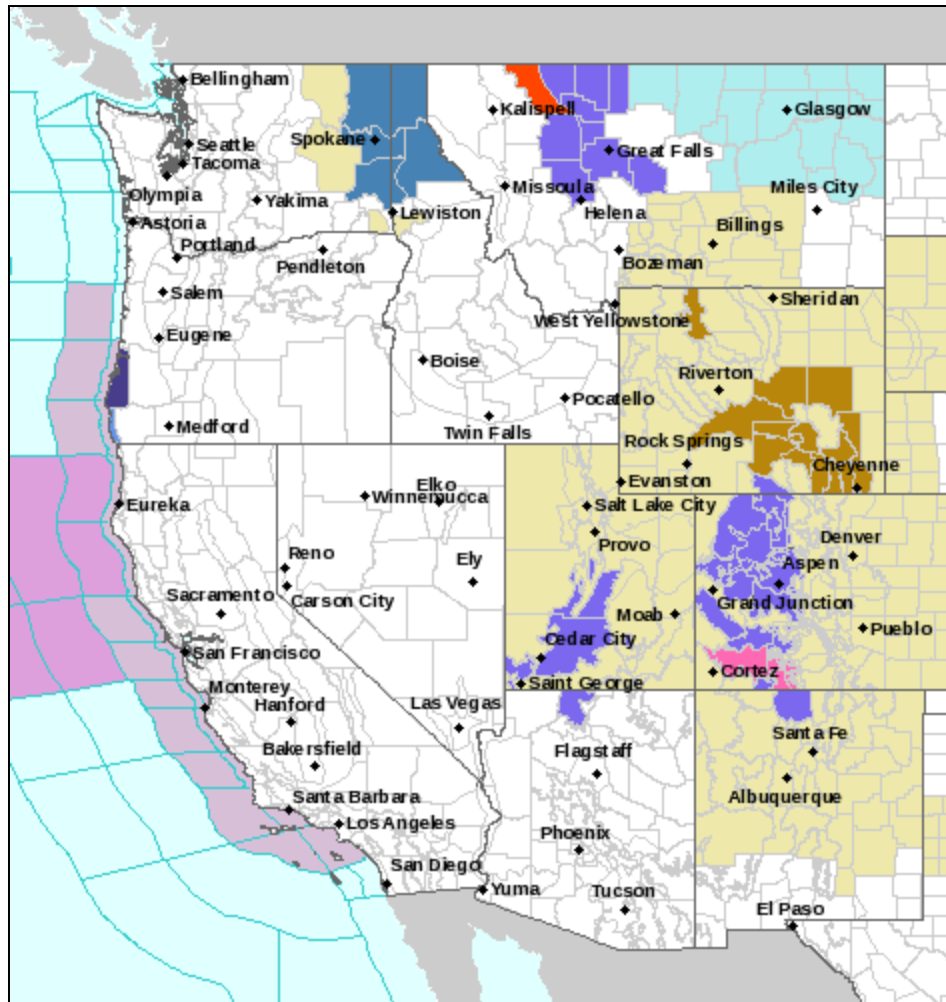 Bellingham
Kalispell
Glasgow
Spokane
Seattle
Great Falls
Tacoma
Missoula
Miles City
Olympia
Yakima
Lewiston
Helena
Astoria
Billings
Portland
Pendleton
Bozeman
Salem
Sheridan
West Yellowstone
Eugene
Boise
Riverton
Pocatello
Medford
Twin Falls
Rock Springs
Cheyenne
Elko
Evanston
Winnemucca
Eureka
Salt Lake City
Provo
Denver
Reno
Ely
Aspen
Sacramento
Carson City
Grand Junction
Moab
Pueblo
Cedar City
San Francisco
Cortez
Saint George
Monterey
Hanford
Las Vegas
Santa Fe
Bakersfield
Flagstaff
Albuquerque
Santa Barbara
Los Angeles
Phoenix
San Diego
Yuma
Tucson
El Paso